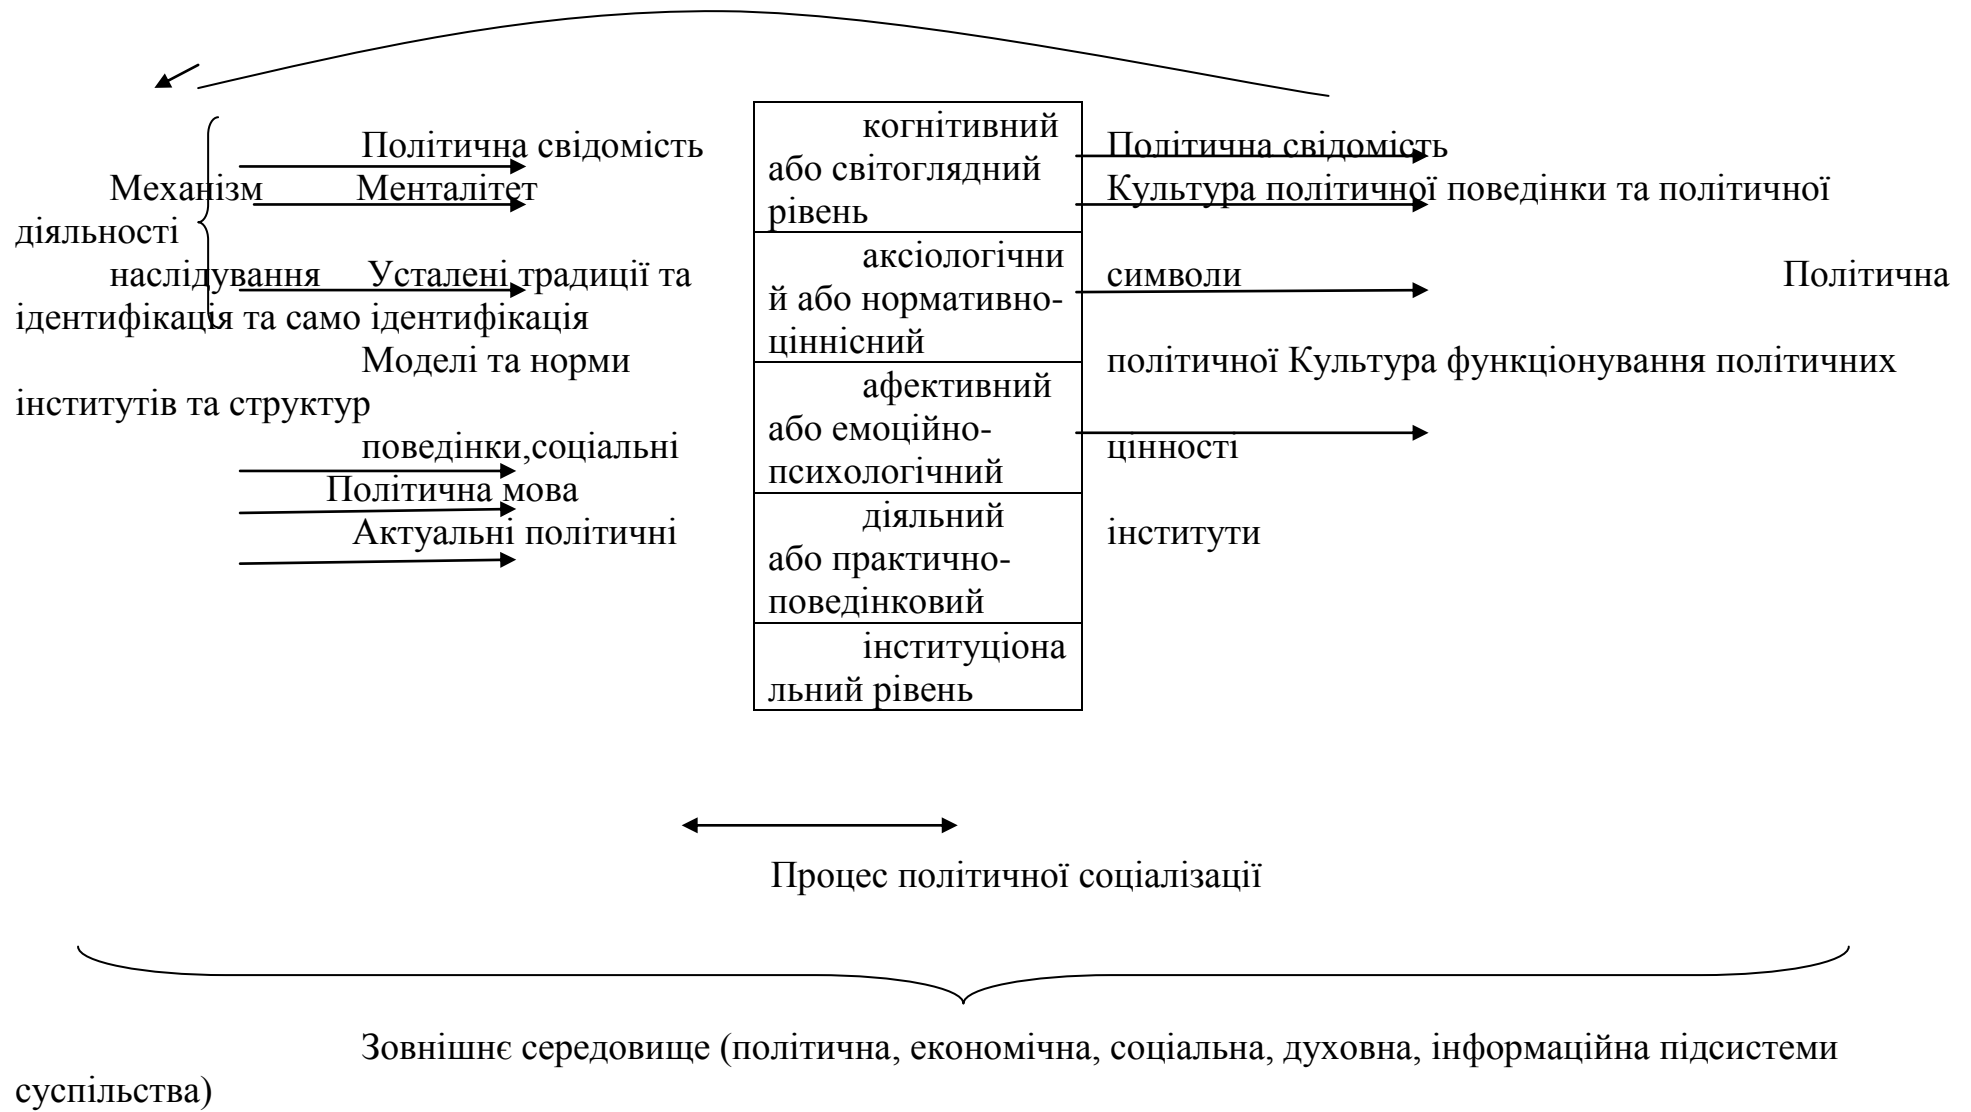 Політична свідомість
Механізм Менталітет
діяльності
наслідування Усталені традиції та
ідентифікація та само ідентифікація
Моделі та норми
інститутів та структур
поведінки,соціальні
Політична мова
Актуальні політичні
когнітивний
або світоглядний
рівень
аксіологічни
й або нормативно-
ціннісний
афективний
або емоційно-
психологічний
діяльний
або практично-
поведінковий
інституціона
льний рівень
Політична свідомість
Культура політичної поведінки та політичної
символи Політична
політичної Культура функціонування політичних
цінності
інститути
Процес політичної соціалізації
Зовнішнє середовище (політична, економічна, соціальна, духовна, інформаційна підсистеми
суспільства)